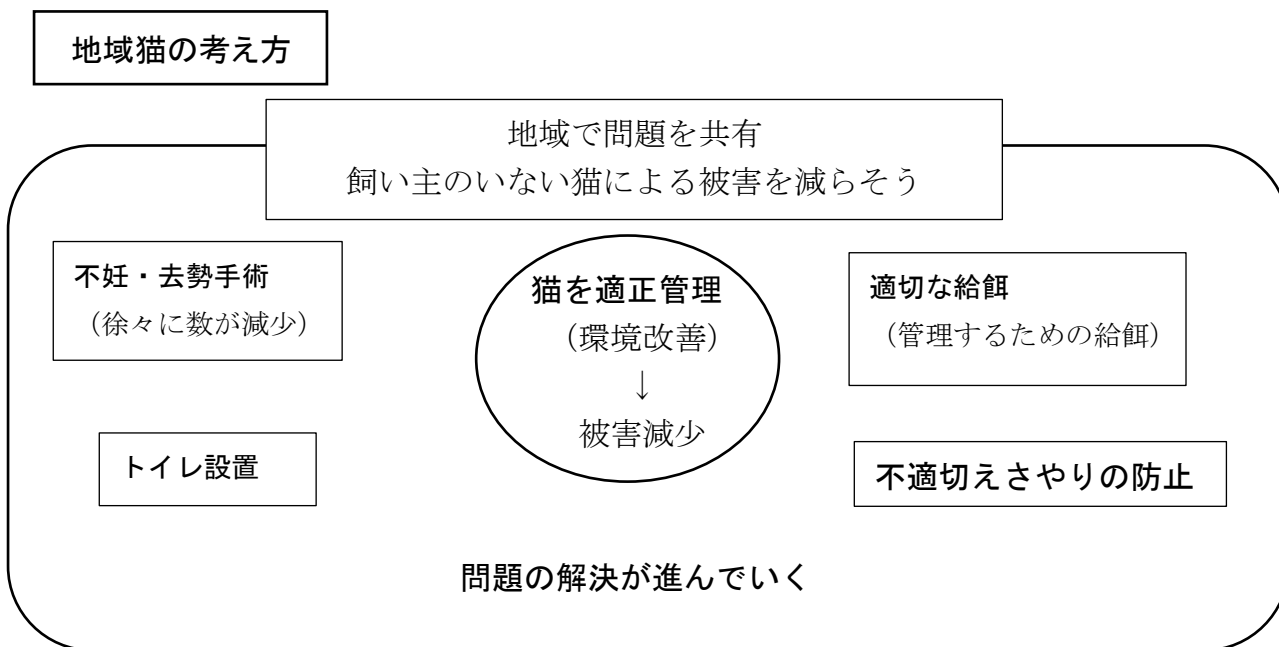 地域猫の考え方
地域で問題を共有
飼い主のいない猫による被害を減らそう
不妊・去勢手術
（徐々に数が減少）
猫を適正管理
（環境改善）
↓
被害減少
適切な給餌
（管理するための給餌）
トイレ設置
不適切えさやりの防止
問題の解決が進んでいく